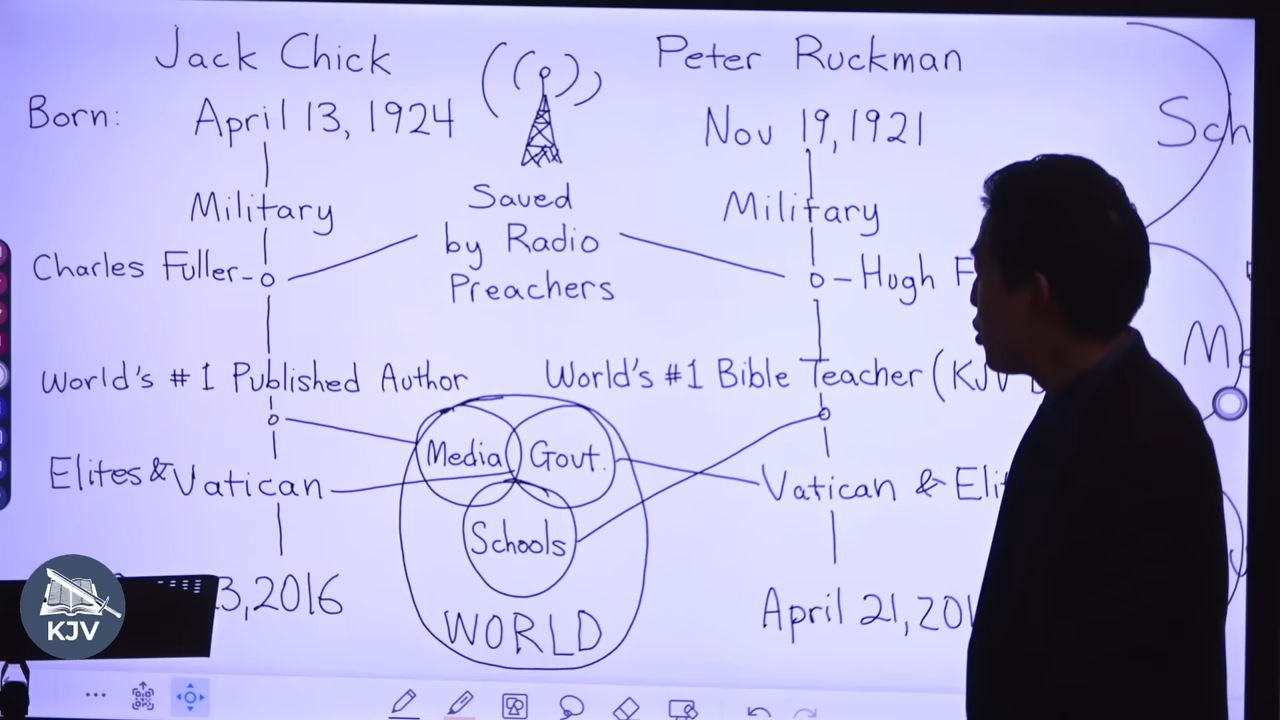 Jack Chick
Peter Ruckman
Born:
April 13, 1924
Nov 19, 1921
Military
Saved
by Radio
Preachers
Military
Charles Fuller
Hugh
World's #1 Published Author
World's #1 Bible Teacher (KJV
Media
Govt.
Schools
WORLD
Elites & Vatican
Vatican &
3, 2016
April 21, 201
Sch
KJV